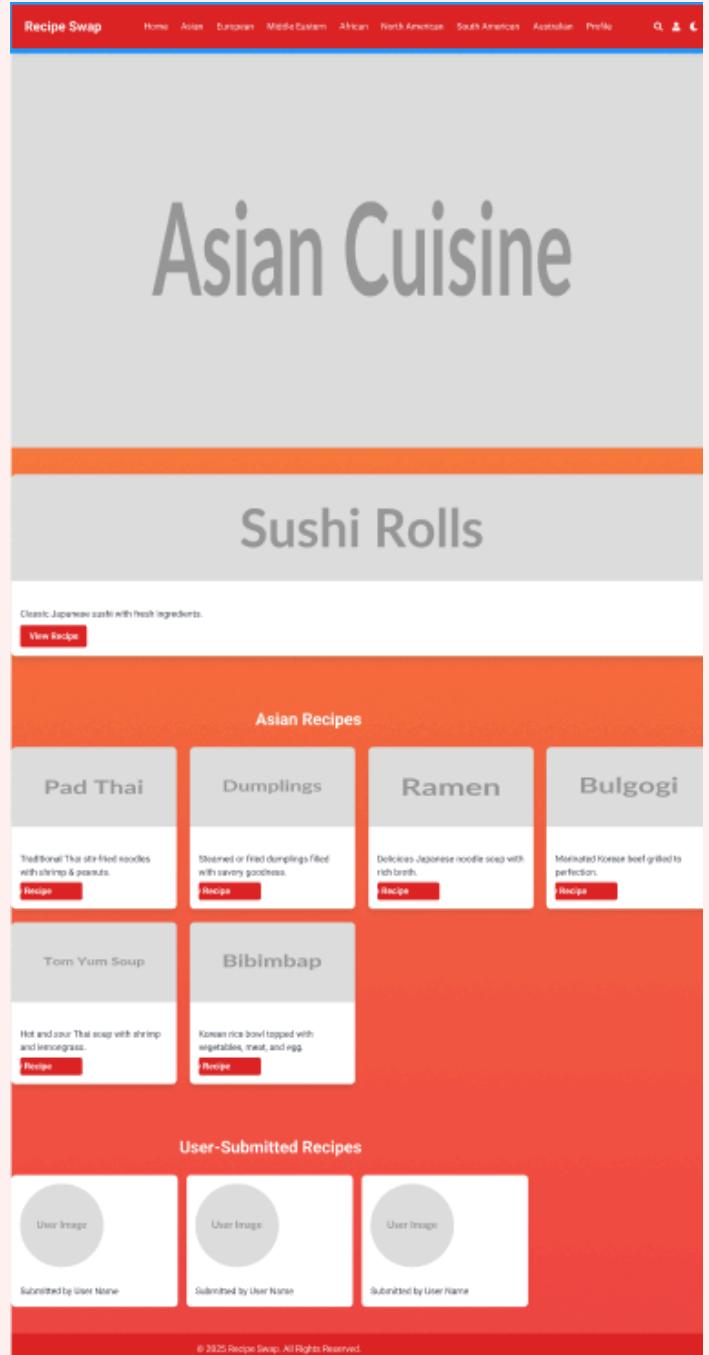 Recipe Swap Home Asian European Middle Eastern African North American South American Australian Profile
Asian Cuisine
Sushi Rolls
Classic Japanese sushi with fresh ingredients.
View Recipe
Asian Recipes
Pad Thai
Traditional Thai stir-fried noodles
with shrimp & peanuts.
Recipe
Dumplings
Steamed or fried dumplings filled
with savory goodness.
Recipe
Ramen
Delicious Japanese noodle soup with
rich broth.
Recipe
Bulgogi
Marinated Korean beef grilled to
perfection.
Recipe
Tom Yum Soup
Hot and sour Thai soup with shrimp
and lemongrass.
Recipe
Bibimbap
Korean rice bowl topped with
vegetables, meat, and egg.
Recipe
User-Submitted Recipes
User Image
Submitted by User Name
User Image
Submitted by User Name
User Image
Submitted by User Name
© 2025 Recipe Swap. All Rights Reserved.